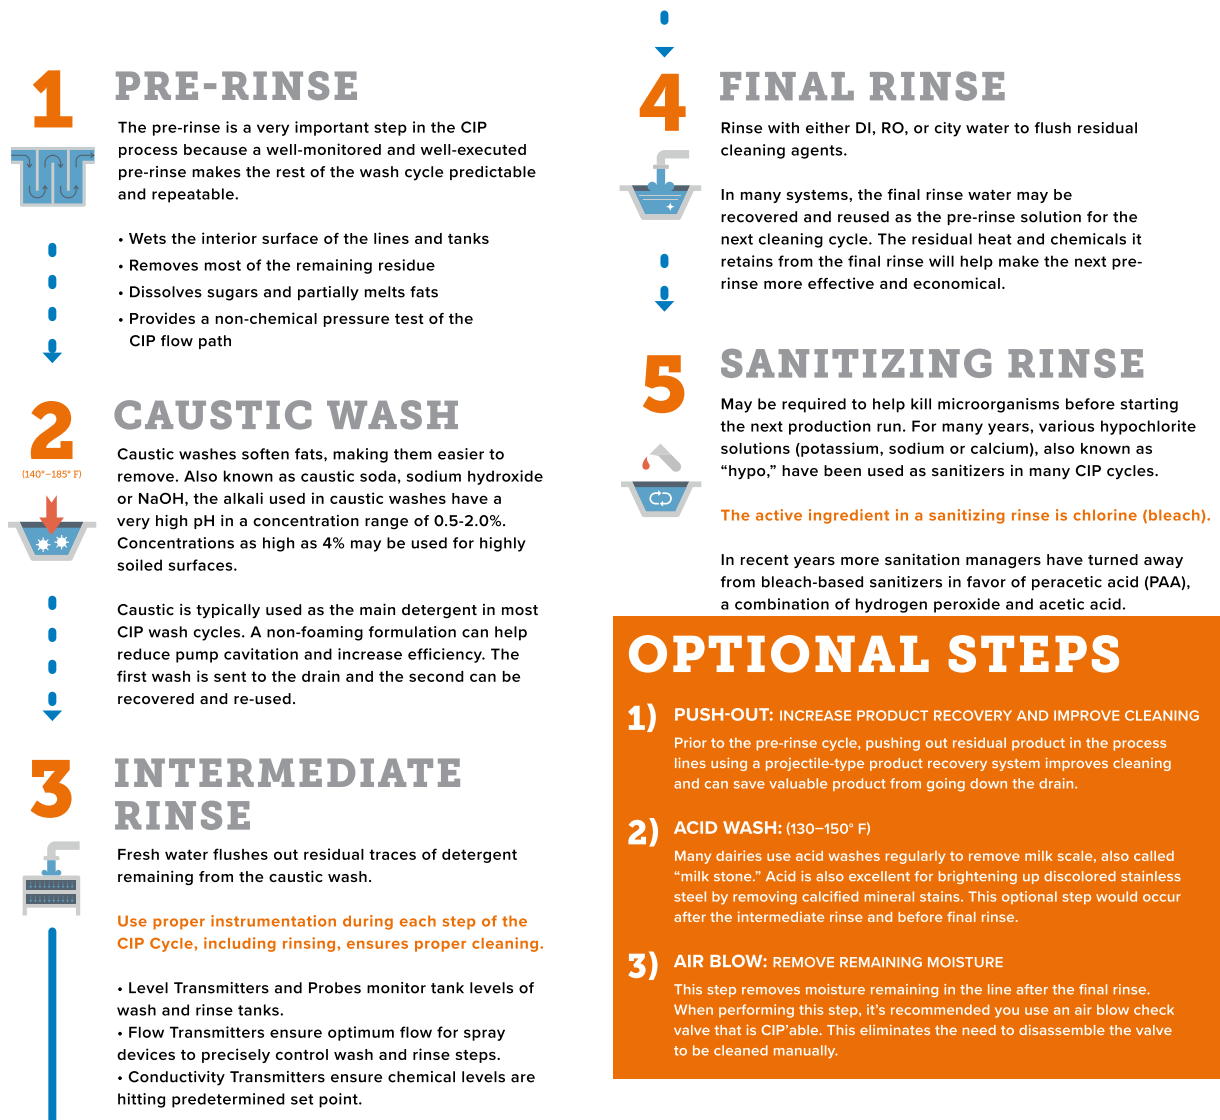 1
PRE-RINSE
The pre-rinse is a very important step in the CIP
process because a well-monitored and well-executed
pre-rinse makes the rest of the wash cycle predictable
and repeatable.
• Wets the interior surface of the lines and tanks
• Removes most of the remaining residue
• Dissolves sugars and partially melts fats
• Provides a non-chemical pressure test of the
CIP flow path
2
(140°–185° F)
CAUSTIC WASH
Caustic washes soften fats, making them easier to
remove. Also known as caustic soda, sodium hydroxide
or NaOH, the alkali used in caustic washes have a
very high pH in a concentration range of 0.5-2.0%.
Concentrations as high as 4% may be used for highly
soiled surfaces.
Caustic is typically used as the main detergent in most
CIP wash cycles. A non-foaming formulation can help
reduce pump cavitation and increase efficiency. The
first wash is sent to the drain and the second can be
recovered and re-used.
3
INTERMEDIATE
RINSE
Fresh water flushes out residual traces of detergent
remaining from the caustic wash.
Use proper instrumentation during each step of the
CIP Cycle, including rinsing, ensures proper cleaning.
• Level Transmitters and Probes monitor tank levels of
wash and rinse tanks.
• Flow Transmitters ensure optimum flow for spray
devices to precisely control wash and rinse steps.
• Conductivity Transmitters ensure chemical levels are
hitting predetermined set point.
4
FINAL RINSE
Rinse with either DI, RO, or city water to flush residual
cleaning agents.
In many systems, the final rinse water may be
recovered and reused as the pre-rinse solution for the
next cleaning cycle. The residual heat and chemicals it
retains from the final rinse will help make the next pre-
rinse more effective and economical.
5
SANITIZING RINSE
May be required to help kill microorganisms before starting
the next production run. For many years, various hypochlorite
solutions (potassium, sodium or calcium), also known as
“hypo,” have been used as sanitizers in many CIP cycles.
The active ingredient in a sanitizing rinse is chlorine (bleach).
In recent years more sanitation managers have turned away
from bleach-based sanitizers in favor of peracetic acid (PAA),
a combination of hydrogen peroxide and acetic acid.
OPTIONAL STEPS
1) PUSH-OUT: INCREASE PRODUCT RECOVERY AND IMPROVE CLEANING
Prior to the pre-rinse cycle, pushing out residual product in the process
lines using a projectile-type product recovery system improves cleaning
and can save valuable product from going down the drain.
2) ACID WASH: (130–150° F)
Many dairies use acid washes regularly to remove milk scale, also called
“milk stone.” Acid is also excellent for brightening up discolored stainless
steel by removing calcified mineral stains. This optional step would occur
after the intermediate rinse and before final rinse.
3) AIR BLOW: REMOVE REMAINING MOISTURE
This step removes moisture remaining in the line after the final rinse.
When performing this step, it’s recommended you use an air blow check
valve that is CIP’able. This eliminates the need to disassemble the valve
to be cleaned manually.